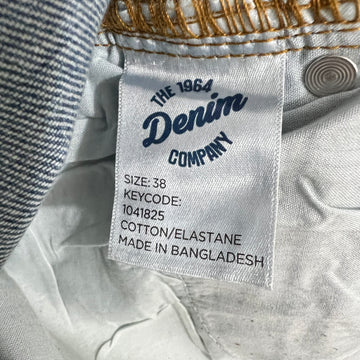 THE 1964
Denim
COMPANY
SIZE: 38
KEYCODE:
1041825
COTTON/ELASTANE
MADE IN BANGLADESH